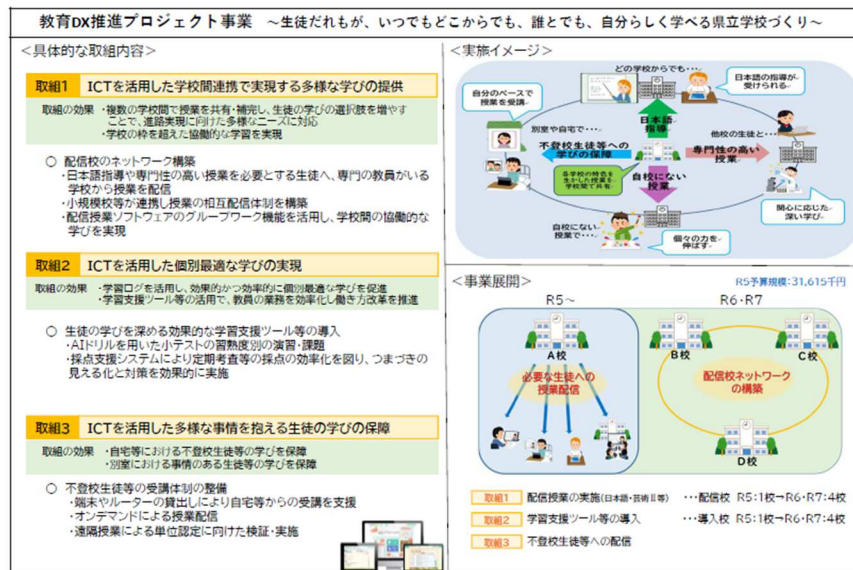 教育DX推進プロジェクト事業 ～生徒だれもが、いつでもどこからでも、誰とでも、自分らしく学べる県立学校づくり～
＜具体的な取組内容＞
取組1 ICTを活用した学校間連携で実現する多様な学びの提供
取組の効果 ・複数の学校間で授業を共有・補完し、生徒の学びの選択肢を増やす
ことで、進路実現に向けた多様なニーズに対応
・学校の枠を超えた協働的な学習を実現
○ 配信校のネットワーク構築
・日本語指導や専門性の高い授業を必要とする生徒へ、専門の教員がいる
学校から授業を配信
・小規模校等が連携し授業の相互配信体制を構築
・配信授業ソフトウェアのグループワーク機能を活用し、学校間の協働的な
学びを実現
取組2 ICTを活用した個別最適な学びの実現
取組の効果 ・学習ログを活用し、効果的かつ効率的に個別最適な学びを促進
・学習支援ツール等の活用で、教員の業務を効率化し働き方改革を推進
○ 生徒の学びを深める効果的な学習支援ツール等の導入
・AIドリルを用いた小テストの習熟度別の演習・課題
・採点支援システムにより定期考査等の採点の効率化を図り、つまづきの
見える化と対策を効果的に実施
取組3 ICTを活用した多様な事情を抱える生徒の学びの保障
取組の効果 ・自宅等における不登校生徒等の学びを保障
・別室における事情のある生徒等の学びを保障
○ 不登校生徒等の受講体制の整備
・端末やルーターの貸出しにより自宅等からの受講を支援
・オンデマンドによる授業配信
・遠隔授業による単位認定に向けた検証・実施
＜実施イメージ＞
どの学校からでも…
自分のペースで
授業を受講
日本語の指導が
受けられる
別室や自宅で…
日本語
指導
他校の生徒と…
不登校生徒等への
学びの保障
専門性の高い
授業
各学校の特色を
生かした授業を
学校間で共有
自校にない
授業
関心に応じた
深い学び
自校にない
授業で…
個々の力を
伸ばす
＜事業展開＞
R5予算規模：31,615千円
R5～
R6・R7
A校
B校
C校
必要な生徒への
授業配信
配信校ネットワーク
の構築
D校
取組1 配信授業の実施(日本語・芸術Ⅱ等) …配信校 R5：1校→R6・R7：4校
取組2 学習支援ツール等の導入 …導入校 R5：1校→R6・R7：4校
取組3 不登校生徒等への配信